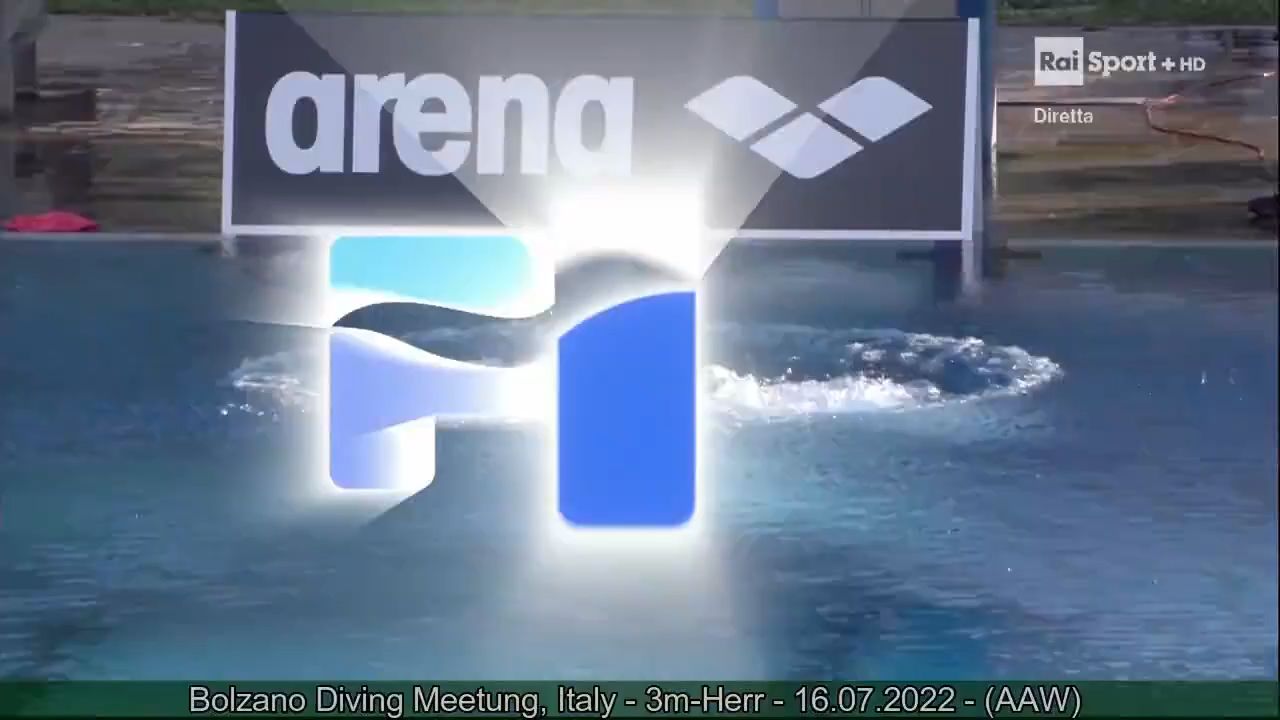 arena
Rai Sport + HD
Diretta
Bolzano Diving Meetung, Italy - 3m-Herr - 16.07.2022 - (AAW)